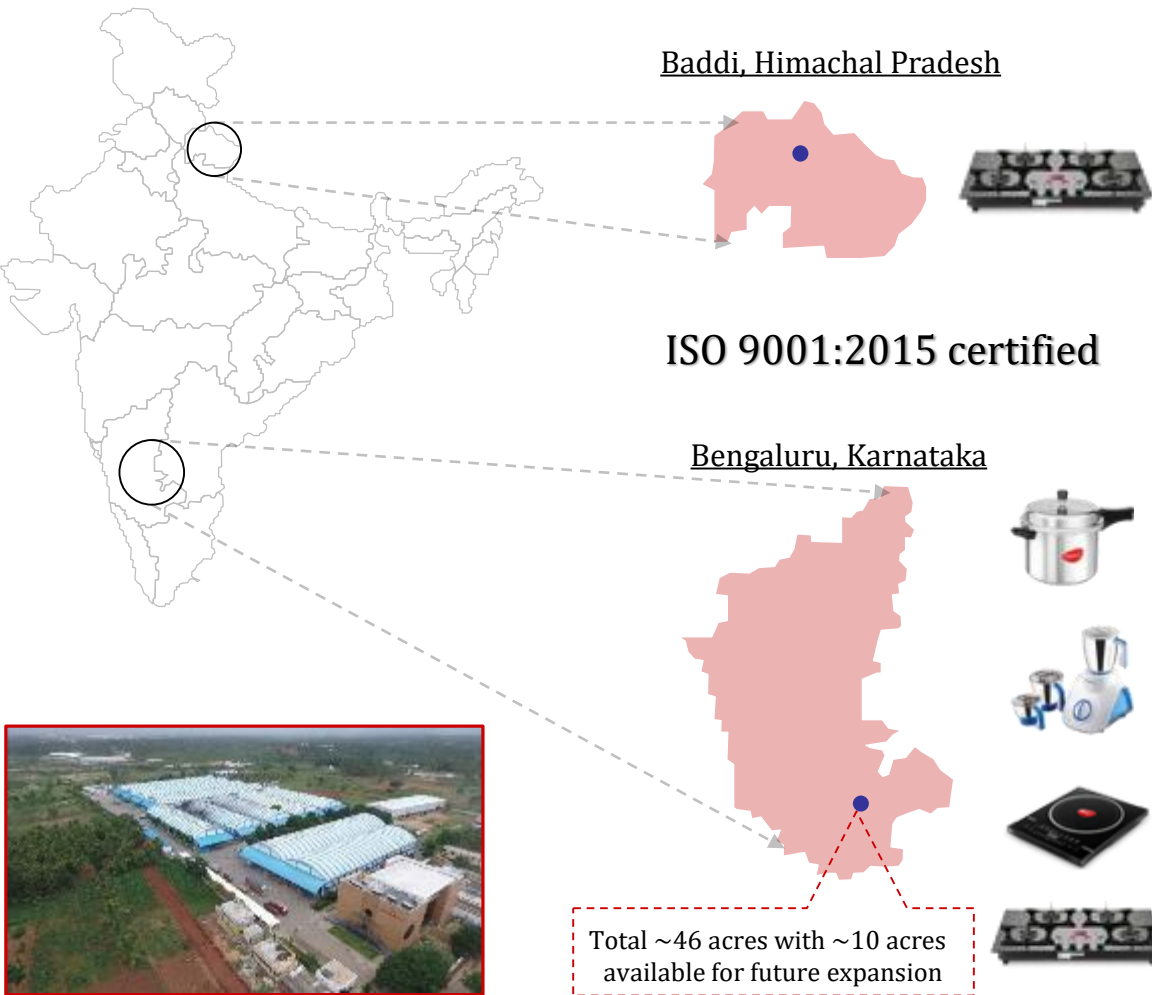 Baddi, Himachal Pradesh
ISO 9001:2015 certified
Bengaluru, Karnataka
Total ~46 acres with ~10 acres
available for future expansion